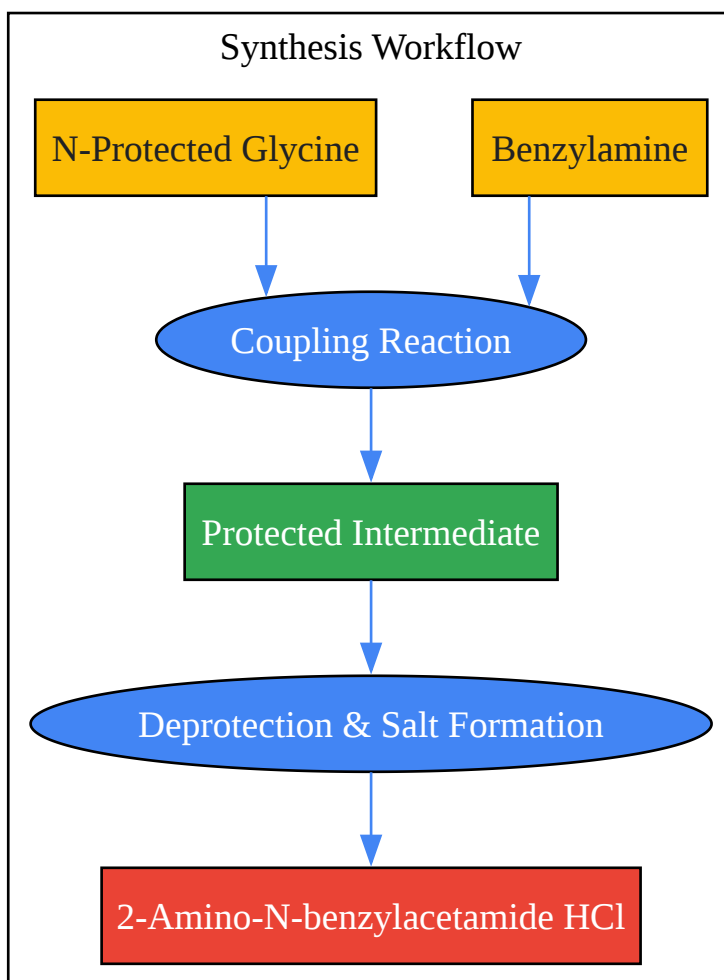 Synthesis Workflow
N-Protected Glycine
Benzylamine
Coupling Reaction
Protected Intermediate
Deprotection & Salt Formation
2-Amino-N-benzylacetamide HCl